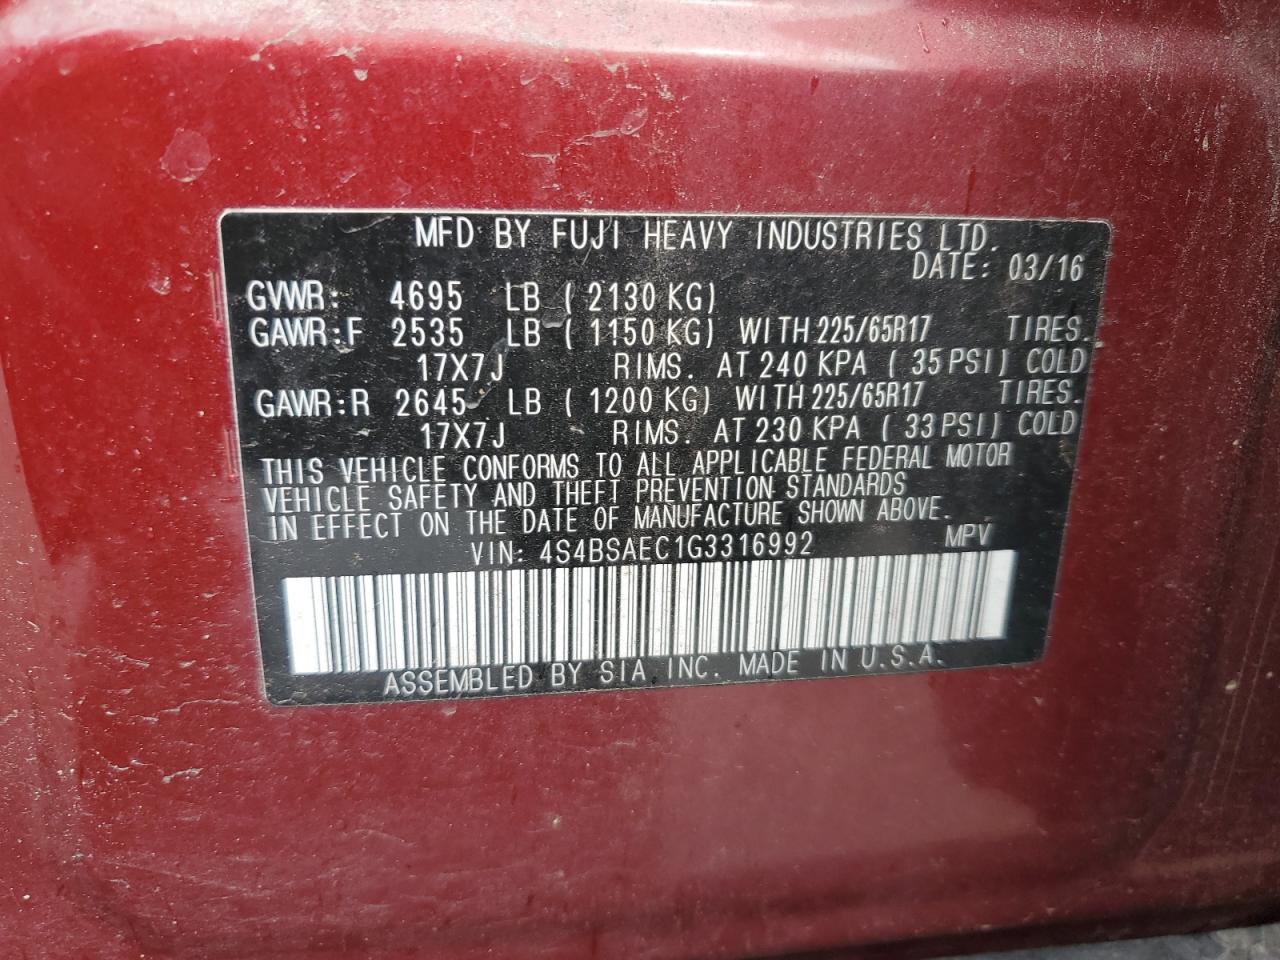 MFD BY FUJI HEAVY INDUSTRIES LTD.
DATE: 03/16
GVWR: 4695 LB (2130 KG)
GAWR:F 2535 LB (1150 KG) WITH 225/65R17 TIRES.
17X7J RIMS. AT 240 KPA (35 PSI) COLD
GAWR:R 2645 LB (1200 KG) WITH 225/65R17 TIRES.
17X7J RIMS. AT 230 KPA (33 PSI) COLD
THIS VEHICLE CONFORMS TO ALL APPLICABLE FEDERAL MOTOR
VEHICLE SAFETY AND THEFT PREVENTION STANDARDS
IN EFFECT ON THE DATE OF MANUFACTURE SHOWN ABOVE.
VIN: 4S4BSAEC1G3316992 MPV
ASSEMBLED BY SIA INC. MADE IN U.S.A.